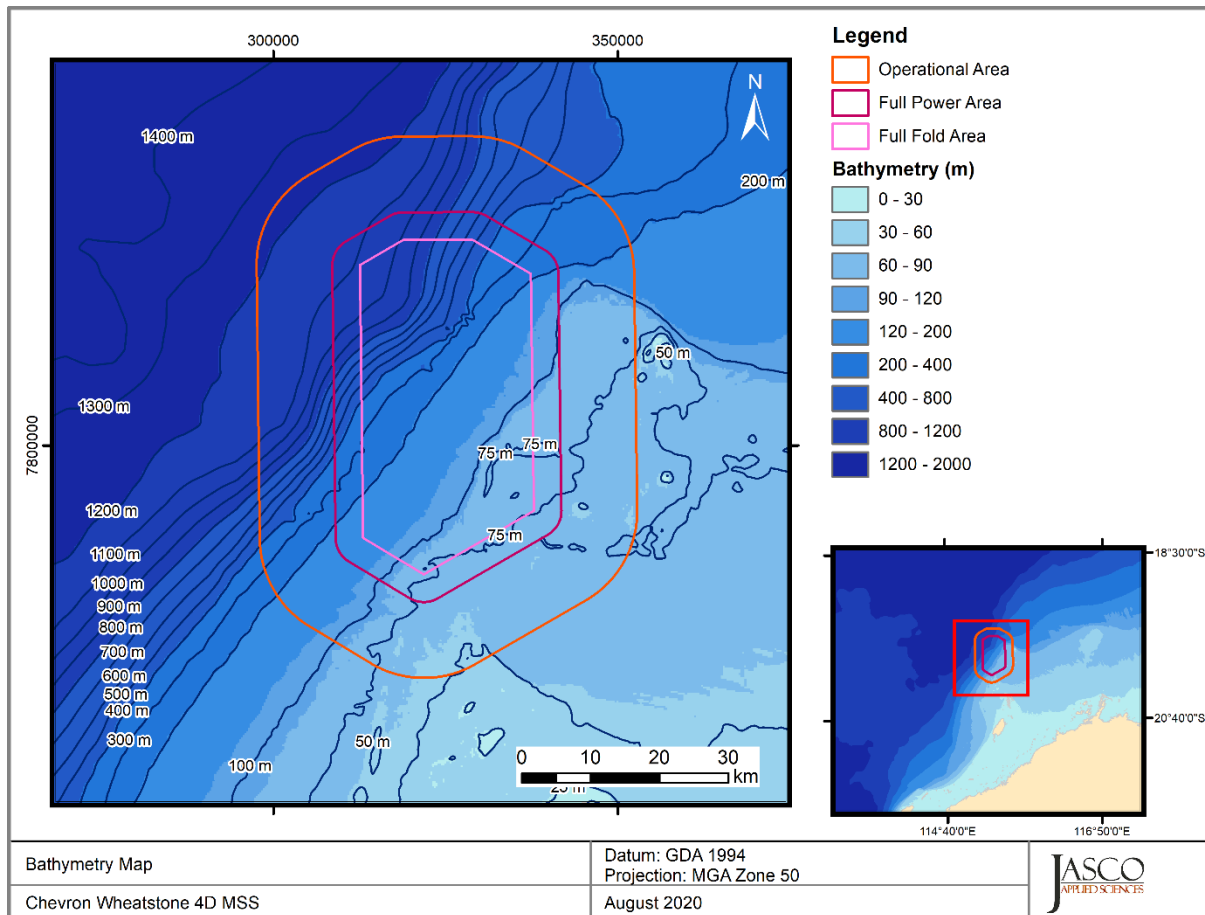 300000
350000
7800000
N
1400 m
200 m
50 m
1300 m
75 m
75 m
1200 m
75 m
1100 m
1000 m
900 m
800 m
700 m
600 m
500 m
400 m
300 m
50 m
100 m
25 m
0 10 20 30
km
Legend
Operational Area
Full Power Area
Full Fold Area
Bathymetry (m)
0 - 30
30 - 60
60 - 90
90 - 120
120 - 200
200 - 400
400 - 800
800 - 1200
1200 - 2000
18°30'0"S
20°40'0"S
114°40'0"E
116°50'0"E
Bathymetry Map
Datum: GDA 1994
Projection: MGA Zone 50
Chevron Wheatstone 4D MSS
August 2020
JASCO
APPLIED SCIENCES